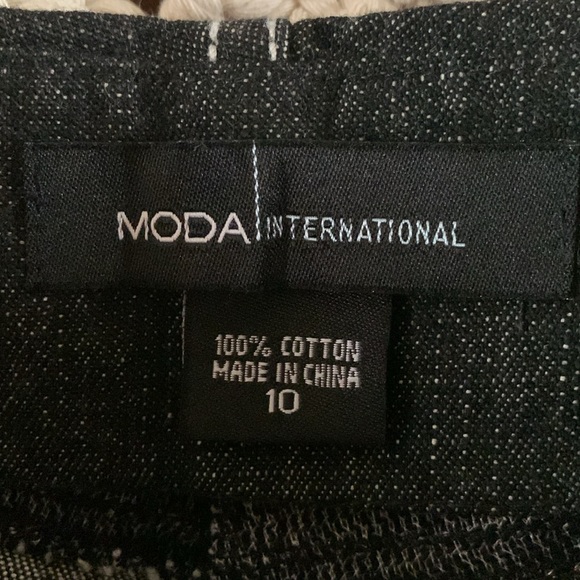 MODA INTERNATIONAL
100% COTTON
MADE IN CHINA
10